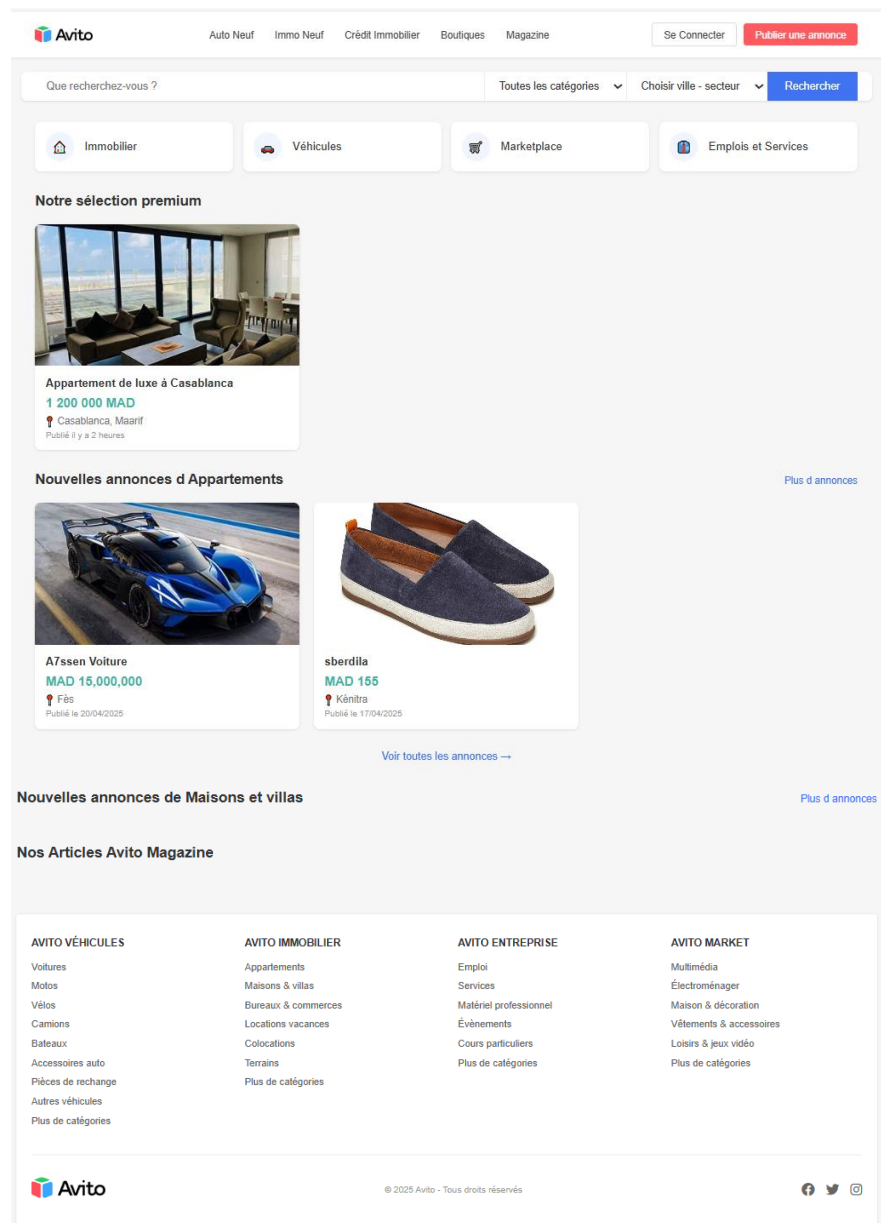 Avito
Auto Neuf Immo Neuf Crédit Immobilier Boutiques Magazine Se Connecter Publier une annonce
Que recherchez-vous ? Toutes les catégories Choisir ville - secteur Rechercher
Immobilier Véhicules Marketplace Emplois et Services
Notre sélection premium
Appartement de luxe à Casablanca
1 200 000 MAD
Casablanca, Maarif
Publié il y a 2 heures
Nouvelles annonces d Appartements Plus d annonces
A7ssen Voiture
MAD 15,000,000
Fès
Publié le 20/04/2025
sberdila
MAD 155
Kénitra
Publié le 17/04/2025
Voir toutes les annonces →
Nouvelles annonces de Maisons et villas Plus d annonces
Nos Articles Avito Magazine
AVITO VÉHICULES
Voitures
Motos
Vélos
Camions
Bateaux
Accessoires auto
Pièces de rechange
Autres véhicules
Plus de catégories
AVITO IMMOBILIER
Appartements
Maisons & villas
Bureaux & commerces
Locations vacances
Colocations
Terrains
Plus de catégories
AVITO ENTREPRISE
Emploi
Services
Matériel professionnel
Évènements
Cours particuliers
Plus de catégories
AVITO MARKET
Multimédia
Électroménager
Maison & décoration
Vêtements & accessoires
Loisirs & jeux vidéo
Plus de catégories
Avito
© 2025 Avito - Tous droits réservés